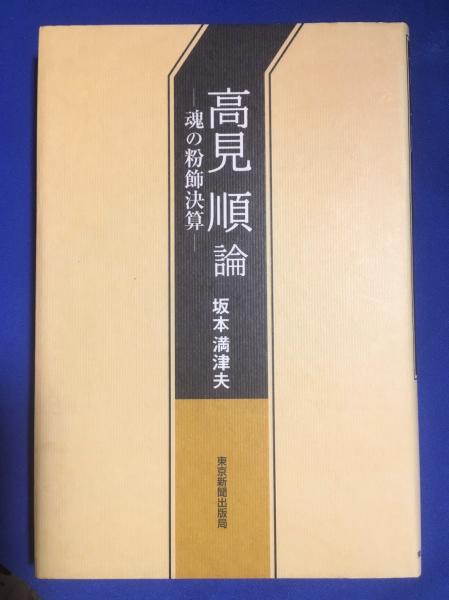 高見 順論
―魂の粉飾決算―
坂本満津夫
東京新聞出版局